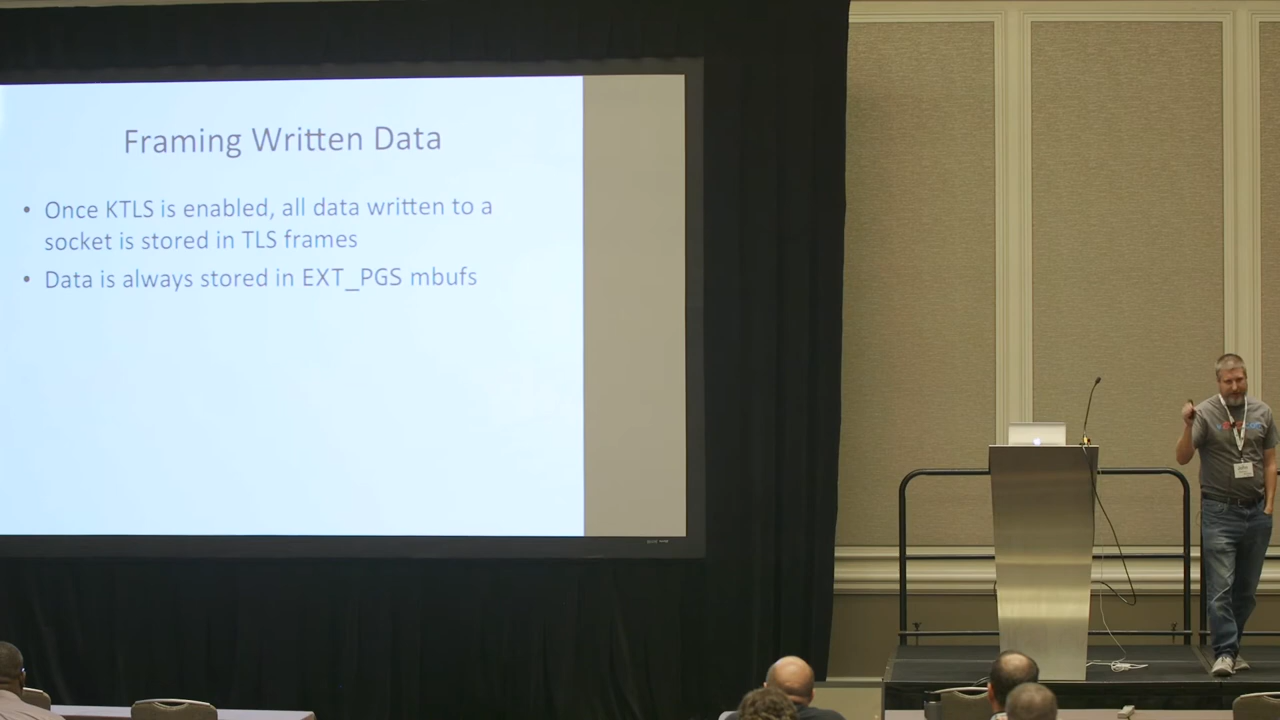 Framing Written Data
• Once KTLS is enabled, all data written to a
socket is stored in TLS frames
• Data is always stored in EXT_PGS mbufs